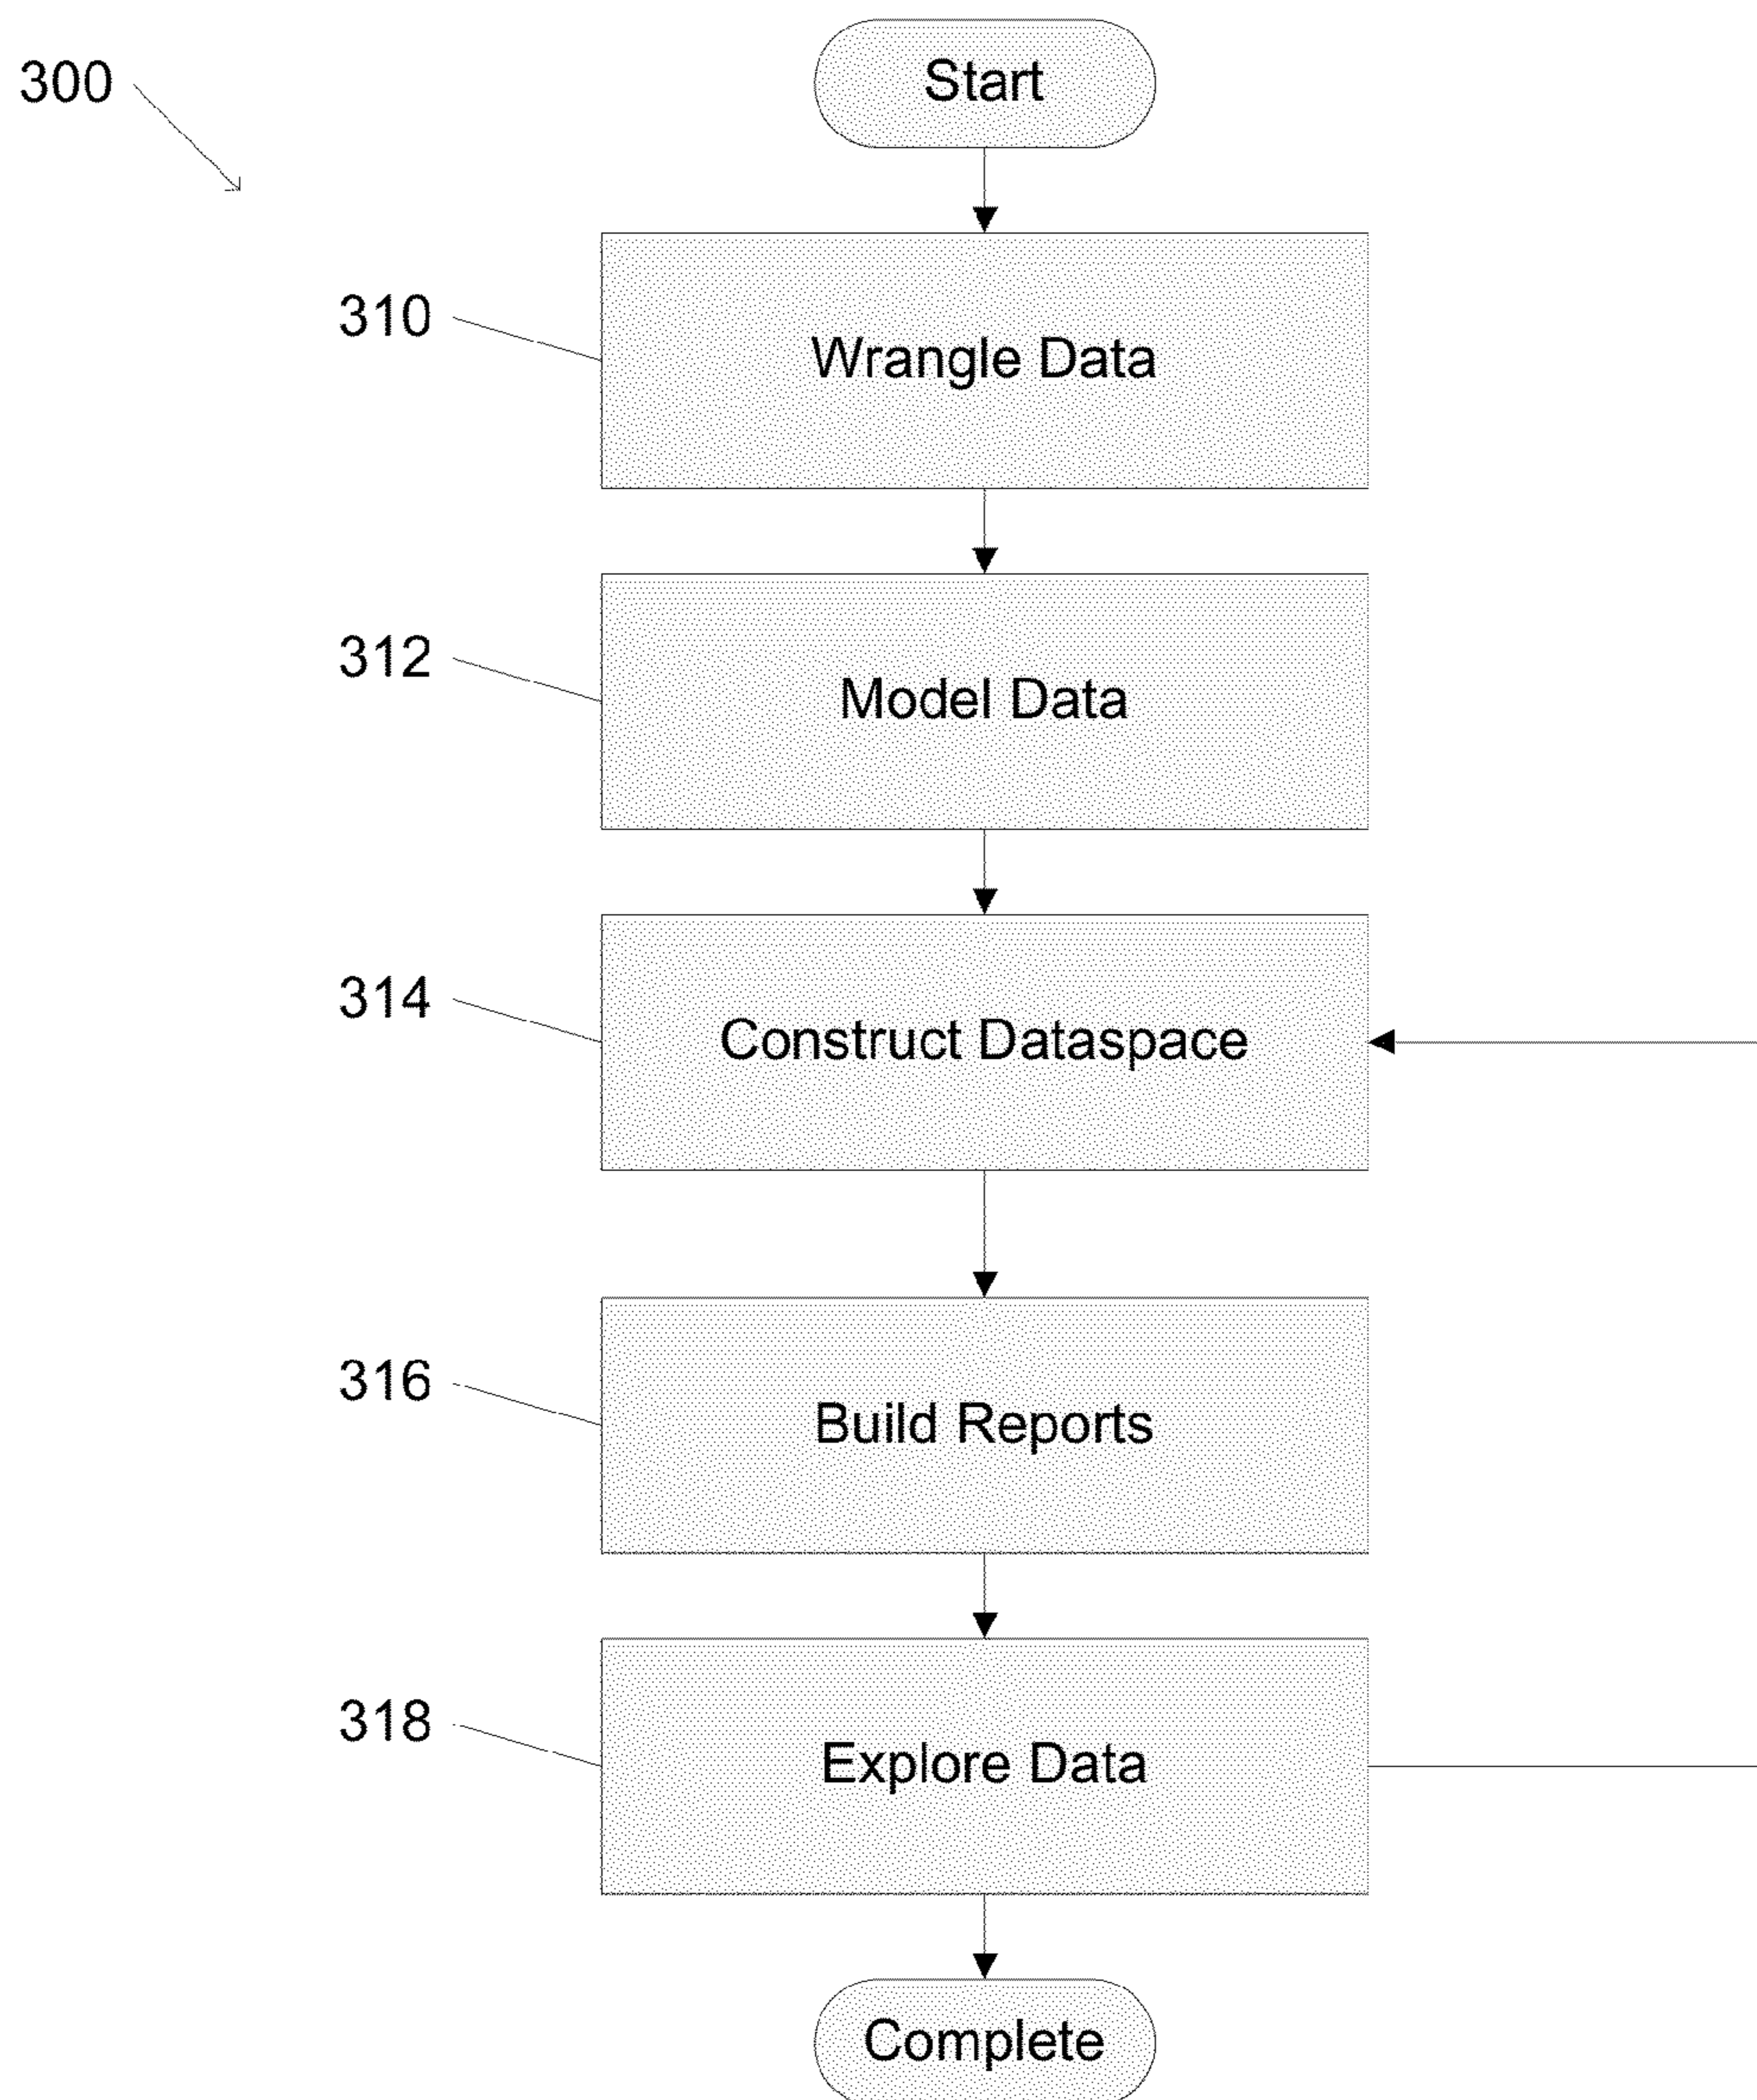 300
Start
310
Wrangle Data
312
Model Data
314
Construct Dataspace
316
Build Reports
318
Explore Data
Complete